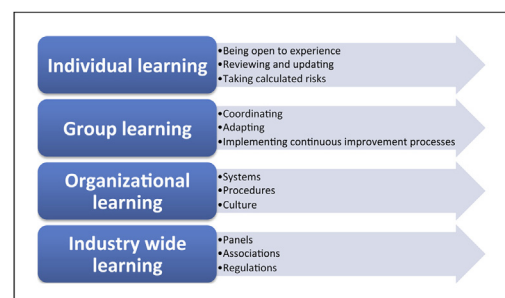 Individual learning
•Being open to experience
•Reviewing and updating
•Taking calculated risks
Group learning
•Coordinating
•Adapting
•Implementing continuous improvement processes
Organizational
learning
•Systems
•Procedures
•Culture
Industry wide
learning
•Panels
•Associations
•Regulations